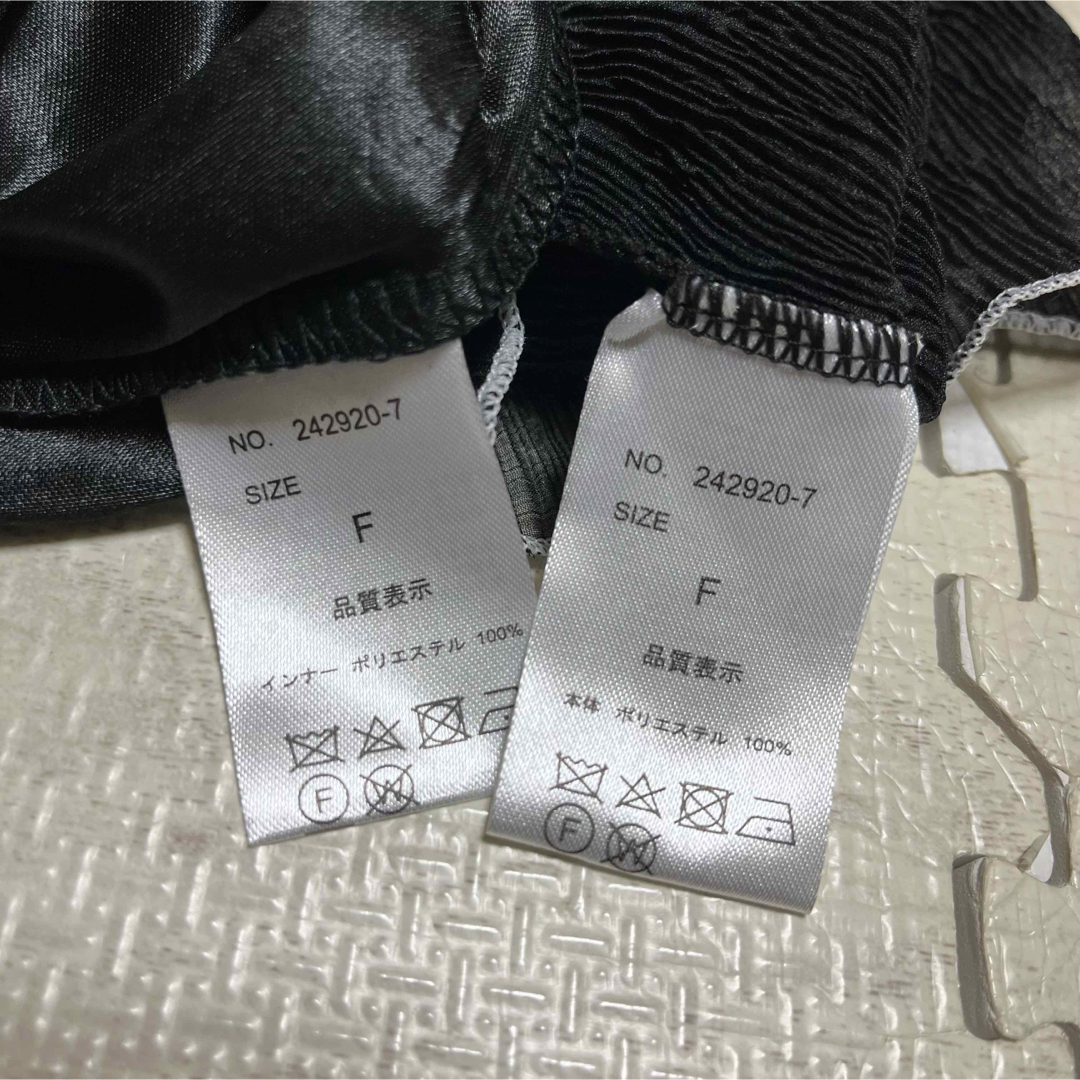 NO. 242920-7
SIZE
F
品質表示
インナー ポリエステル 100%
F
W
NO. 242920-7
SIZE
F
品質表示
本体 ポリエステル 100%
F
W